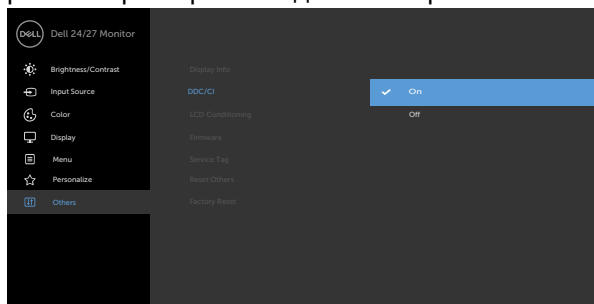 DELL
Dell 24/27 Monitor
Brightness/Contrast
Input Source
Color
Display
Menu
Personalize
Others
Display Info
DDC/CI
LCD Conditioning
Firmware
Service Tag
Reset Others
Factory Reset
On
Off